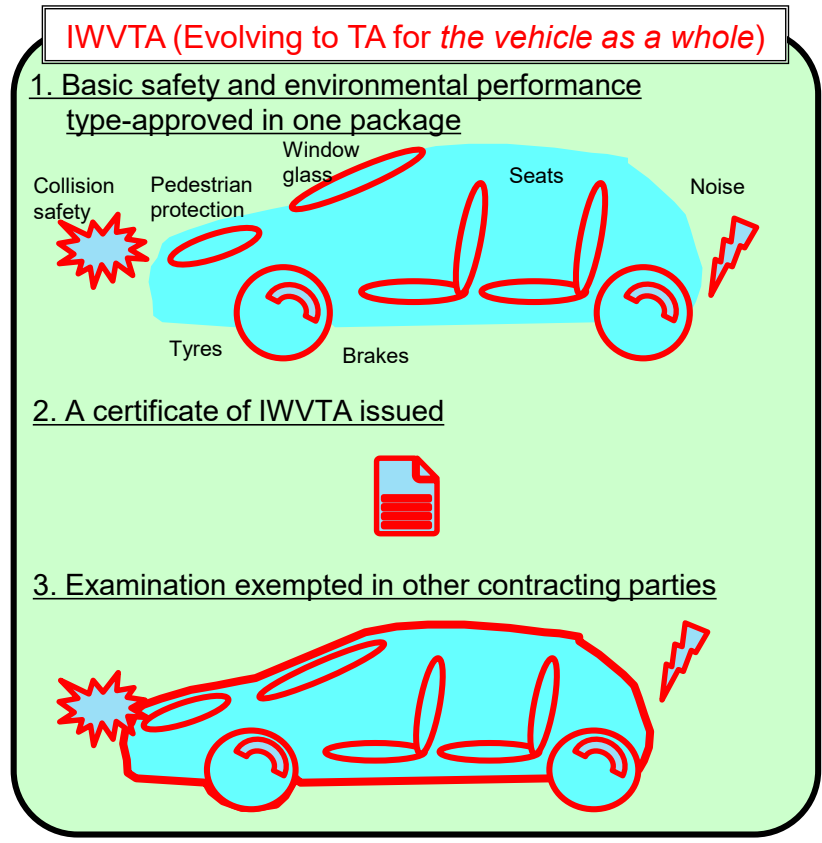 IWVTA (Evolving to TA for the vehicle as a whole)
1. Basic safety and environmental performance
type-approved in one package
Window
glass
Collision
safety
Pedestrian
protection
Seats
Noise
Tyres
Brakes
2. A certificate of IWVTA issued
3. Examination exempted in other contracting parties